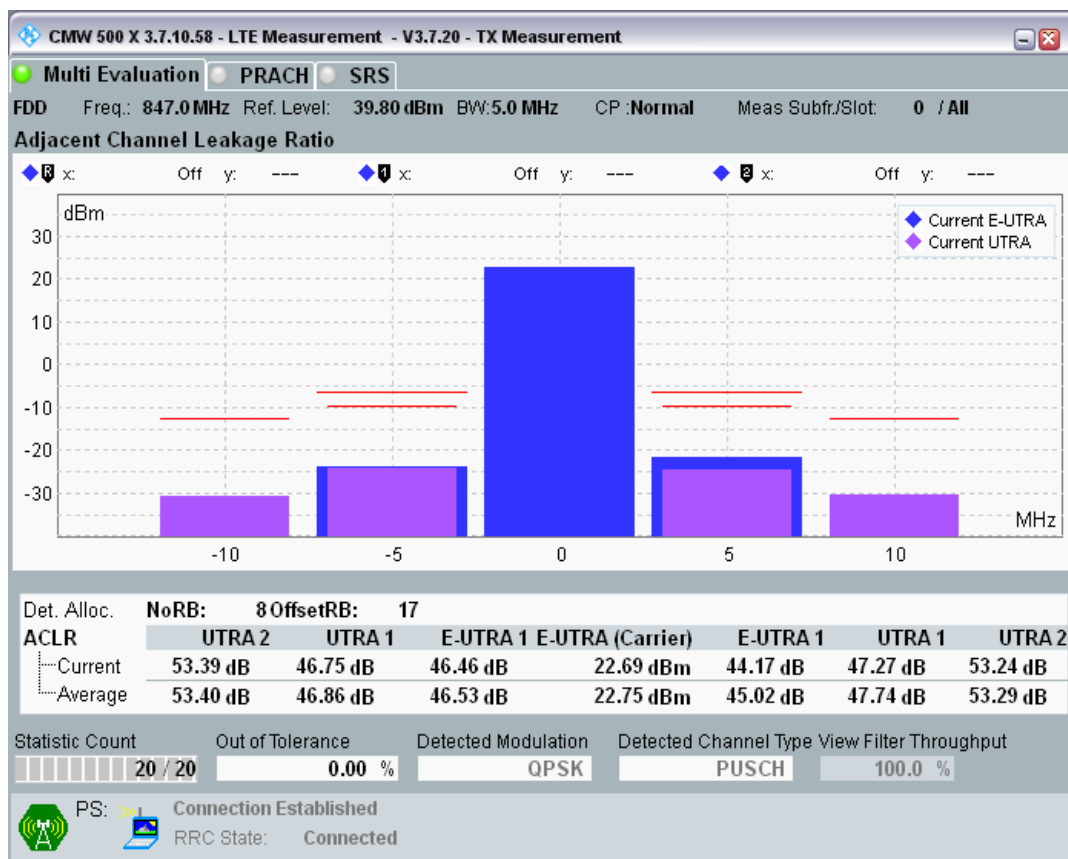 CMW 500 X 3.7.10.58 - LTE Measurement - V3.7.20 - TX Measurement
Multi Evaluation PRACH SRS
FDD Freq.: 847.0 MHz Ref. Level: 39.80 dBm BW:5.0 MHz CP :Normal Meas Subfr./Slot: 0 / All
Adjacent Channel Leakage Ratio
R x: Off y: --- 1 x: Off y: --- 2 x: Off y: ---
dBm
Current E-UTRA
Current UTRA
30
20
10
0
-10
-20
-30
MHz
-10 -5 0 5 10
Det. Alloc. NoRB: 8 OffsetRB: 17
ACLR UTRA 2 UTRA 1 E-UTRA 1 E-UTRA (Carrier) E-UTRA 1 UTRA 1 UTRA 2
Current 53.39 dB 46.75 dB 46.46 dB 22.69 dBm 44.17 dB 47.27 dB 53.24 dB
Average 53.40 dB 46.86 dB 46.53 dB 22.75 dBm 45.02 dB 47.74 dB 53.29 dB
Statistic Count Out of Tolerance Detected Modulation Detected Channel Type View Filter Throughput
20 / 20 0.00 % QPSK PUSCH 100.0 %
PS: Connection Established
RRC State: Connected